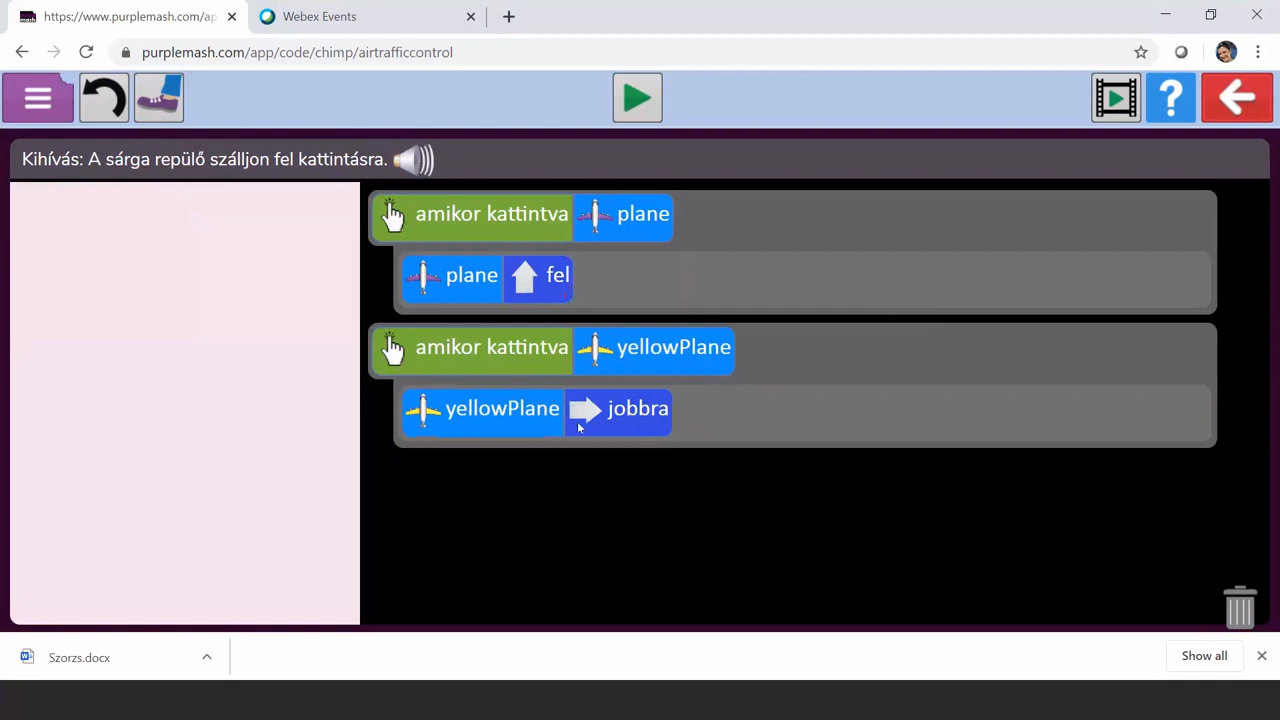 https://www.purplemash.com/ap
Webex Events
purplemash.com/app/code/chimp/airtrafficcontrol
Kihívás: A sárga repülő szálljon fel kattintásra.
amikor kattintva plane
plane fel
amikor kattintva yellowPlane
yellowPlane jobbra
Szorzs.docx
Show all